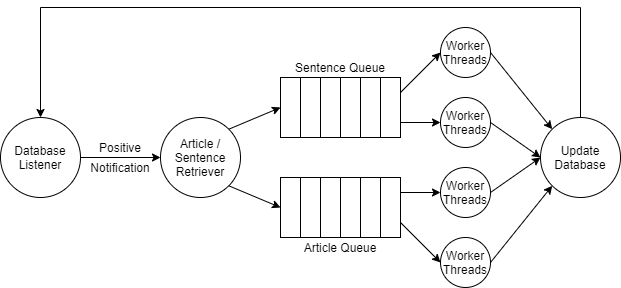 Database
Listener
Positive
Notification
Article /
Sentence
Retriever
Sentence Queue
Article Queue
Worker
Threads
Worker
Threads
Worker
Threads
Worker
Threads
Update
Database